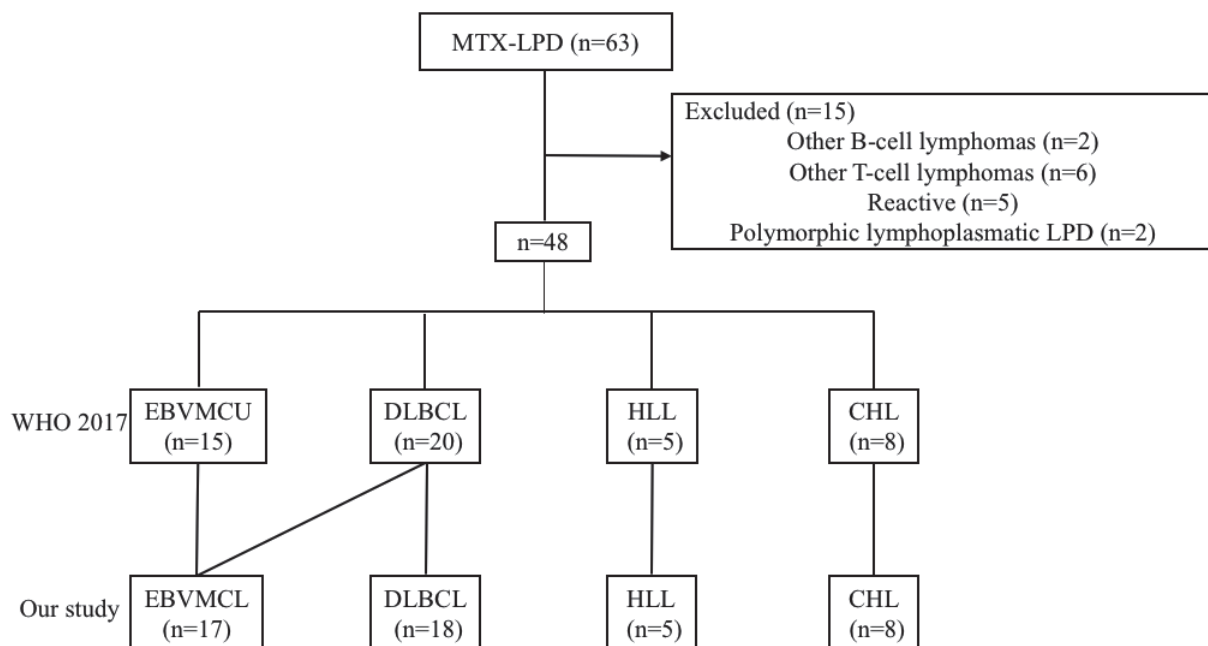 MTX-LPD (n=63)
Excluded (n=15)
Other B-cell lymphomas (n=2)
Other T-cell lymphomas (n=6)
Reactive (n=5)
Polymorphic lymphoplasmatic LPD (n=2)
n=48
WHO 2017
EBVMCU
(n=15)
DLBCL
(n=20)
HLL
(n=5)
CHL
(n=8)
Our study
EBVMCL
(n=17)
DLBCL
(n=18)
HLL
(n=5)
CHL
(n=8)